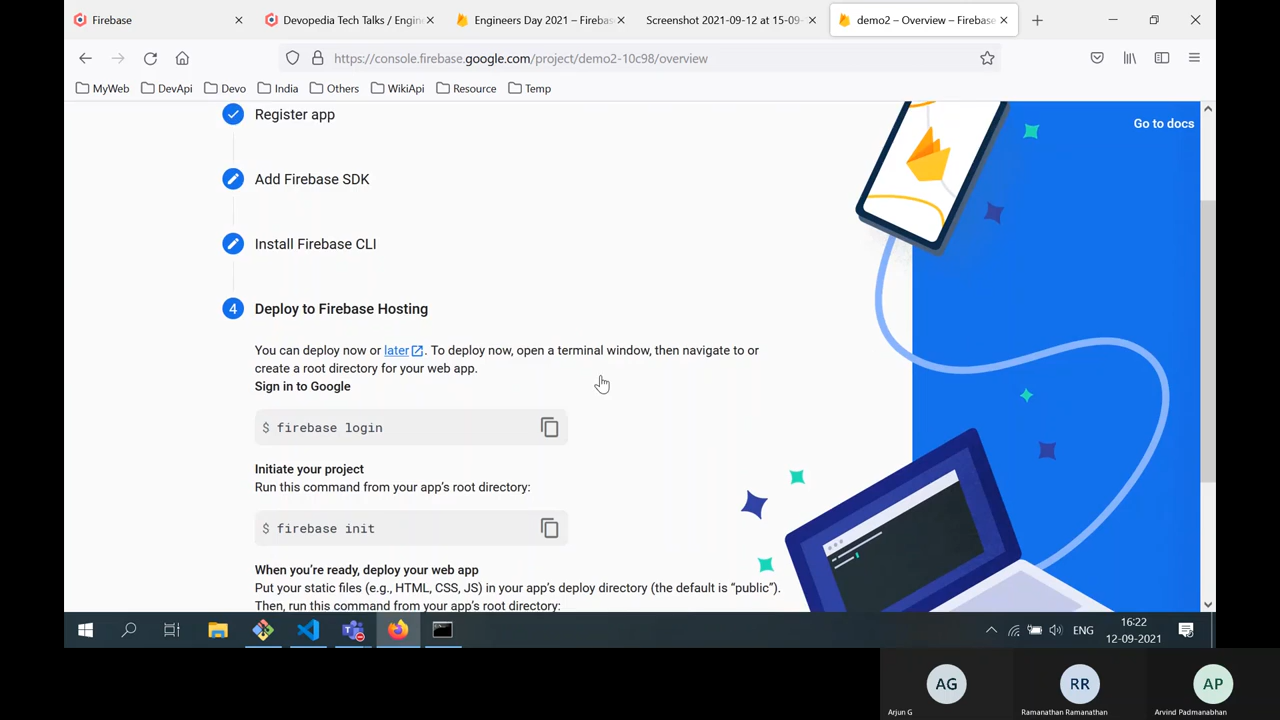 Firebase
Devopedia Tech Talks / Engine
Engineers Day 2021 – Firebas
Screenshot 2021-09-12 at 15-09-
demo2 – Overview – Firebase
https://console.firebase.google.com/project/demo2-10c98/overview
MyWeb
DevApi
Devo
India
Others
WikiApi
Resource
Temp
Go to docs
Register app
Add Firebase SDK
Install Firebase CLI
4
Deploy to Firebase Hosting
You can deploy now or later. To deploy now, open a terminal window, then navigate to or
create a root directory for your web app.
Sign in to Google
$ firebase login
Initiate your project
Run this command from your app’s root directory:
$ firebase init
When you’re ready, deploy your web app
Put your static files (e.g., HTML, CSS, JS) in your app’s deploy directory (the default is “public”).
Then, run this command from your app’s root directory:
ENG
16:22
12-09-2021
AG
RR
AP
Arjun G
Ramanathan Ramanathan
Arvind Padmanabhan